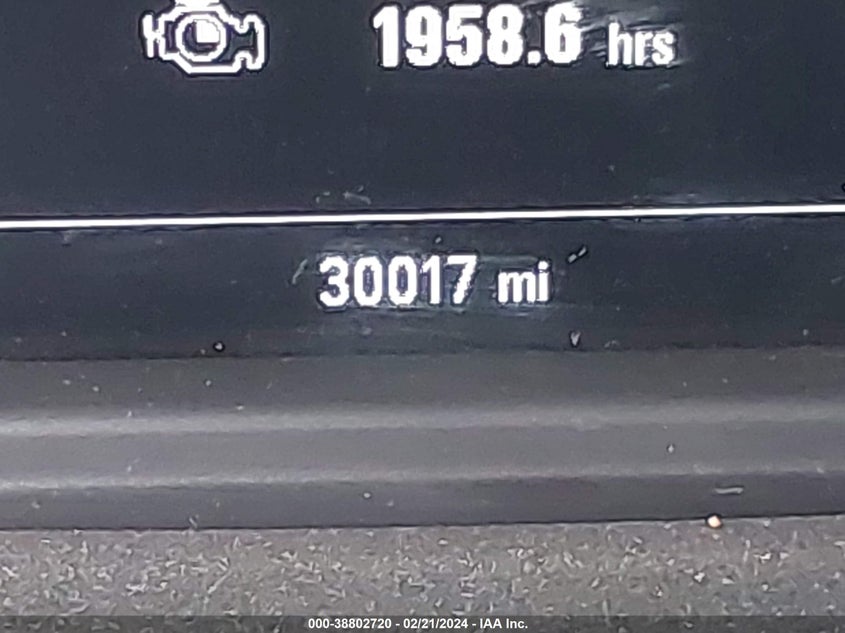 1958.6 hrs
30017 mi
000-38802720 - 02/21/2024 - IAA Inc.